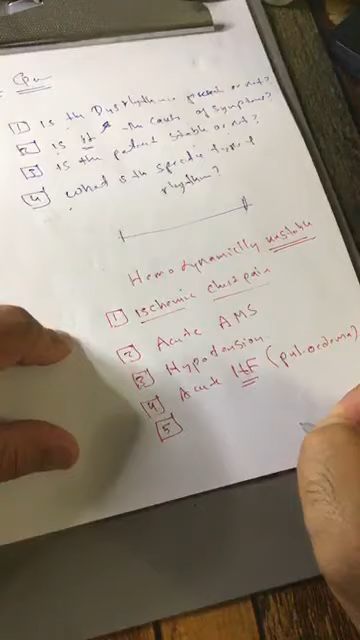 1 Is the Dysrhythmia present or not?
2 Is it the cause of symptoms?
3 Is the patient stable or not?
4 What is the specific type of
rhythm?
Hemodynamically unstable
1 Ischemic chest pain
2 Acute AMS
3 Hypotension
4 Acute HF (pul. oedema)
5